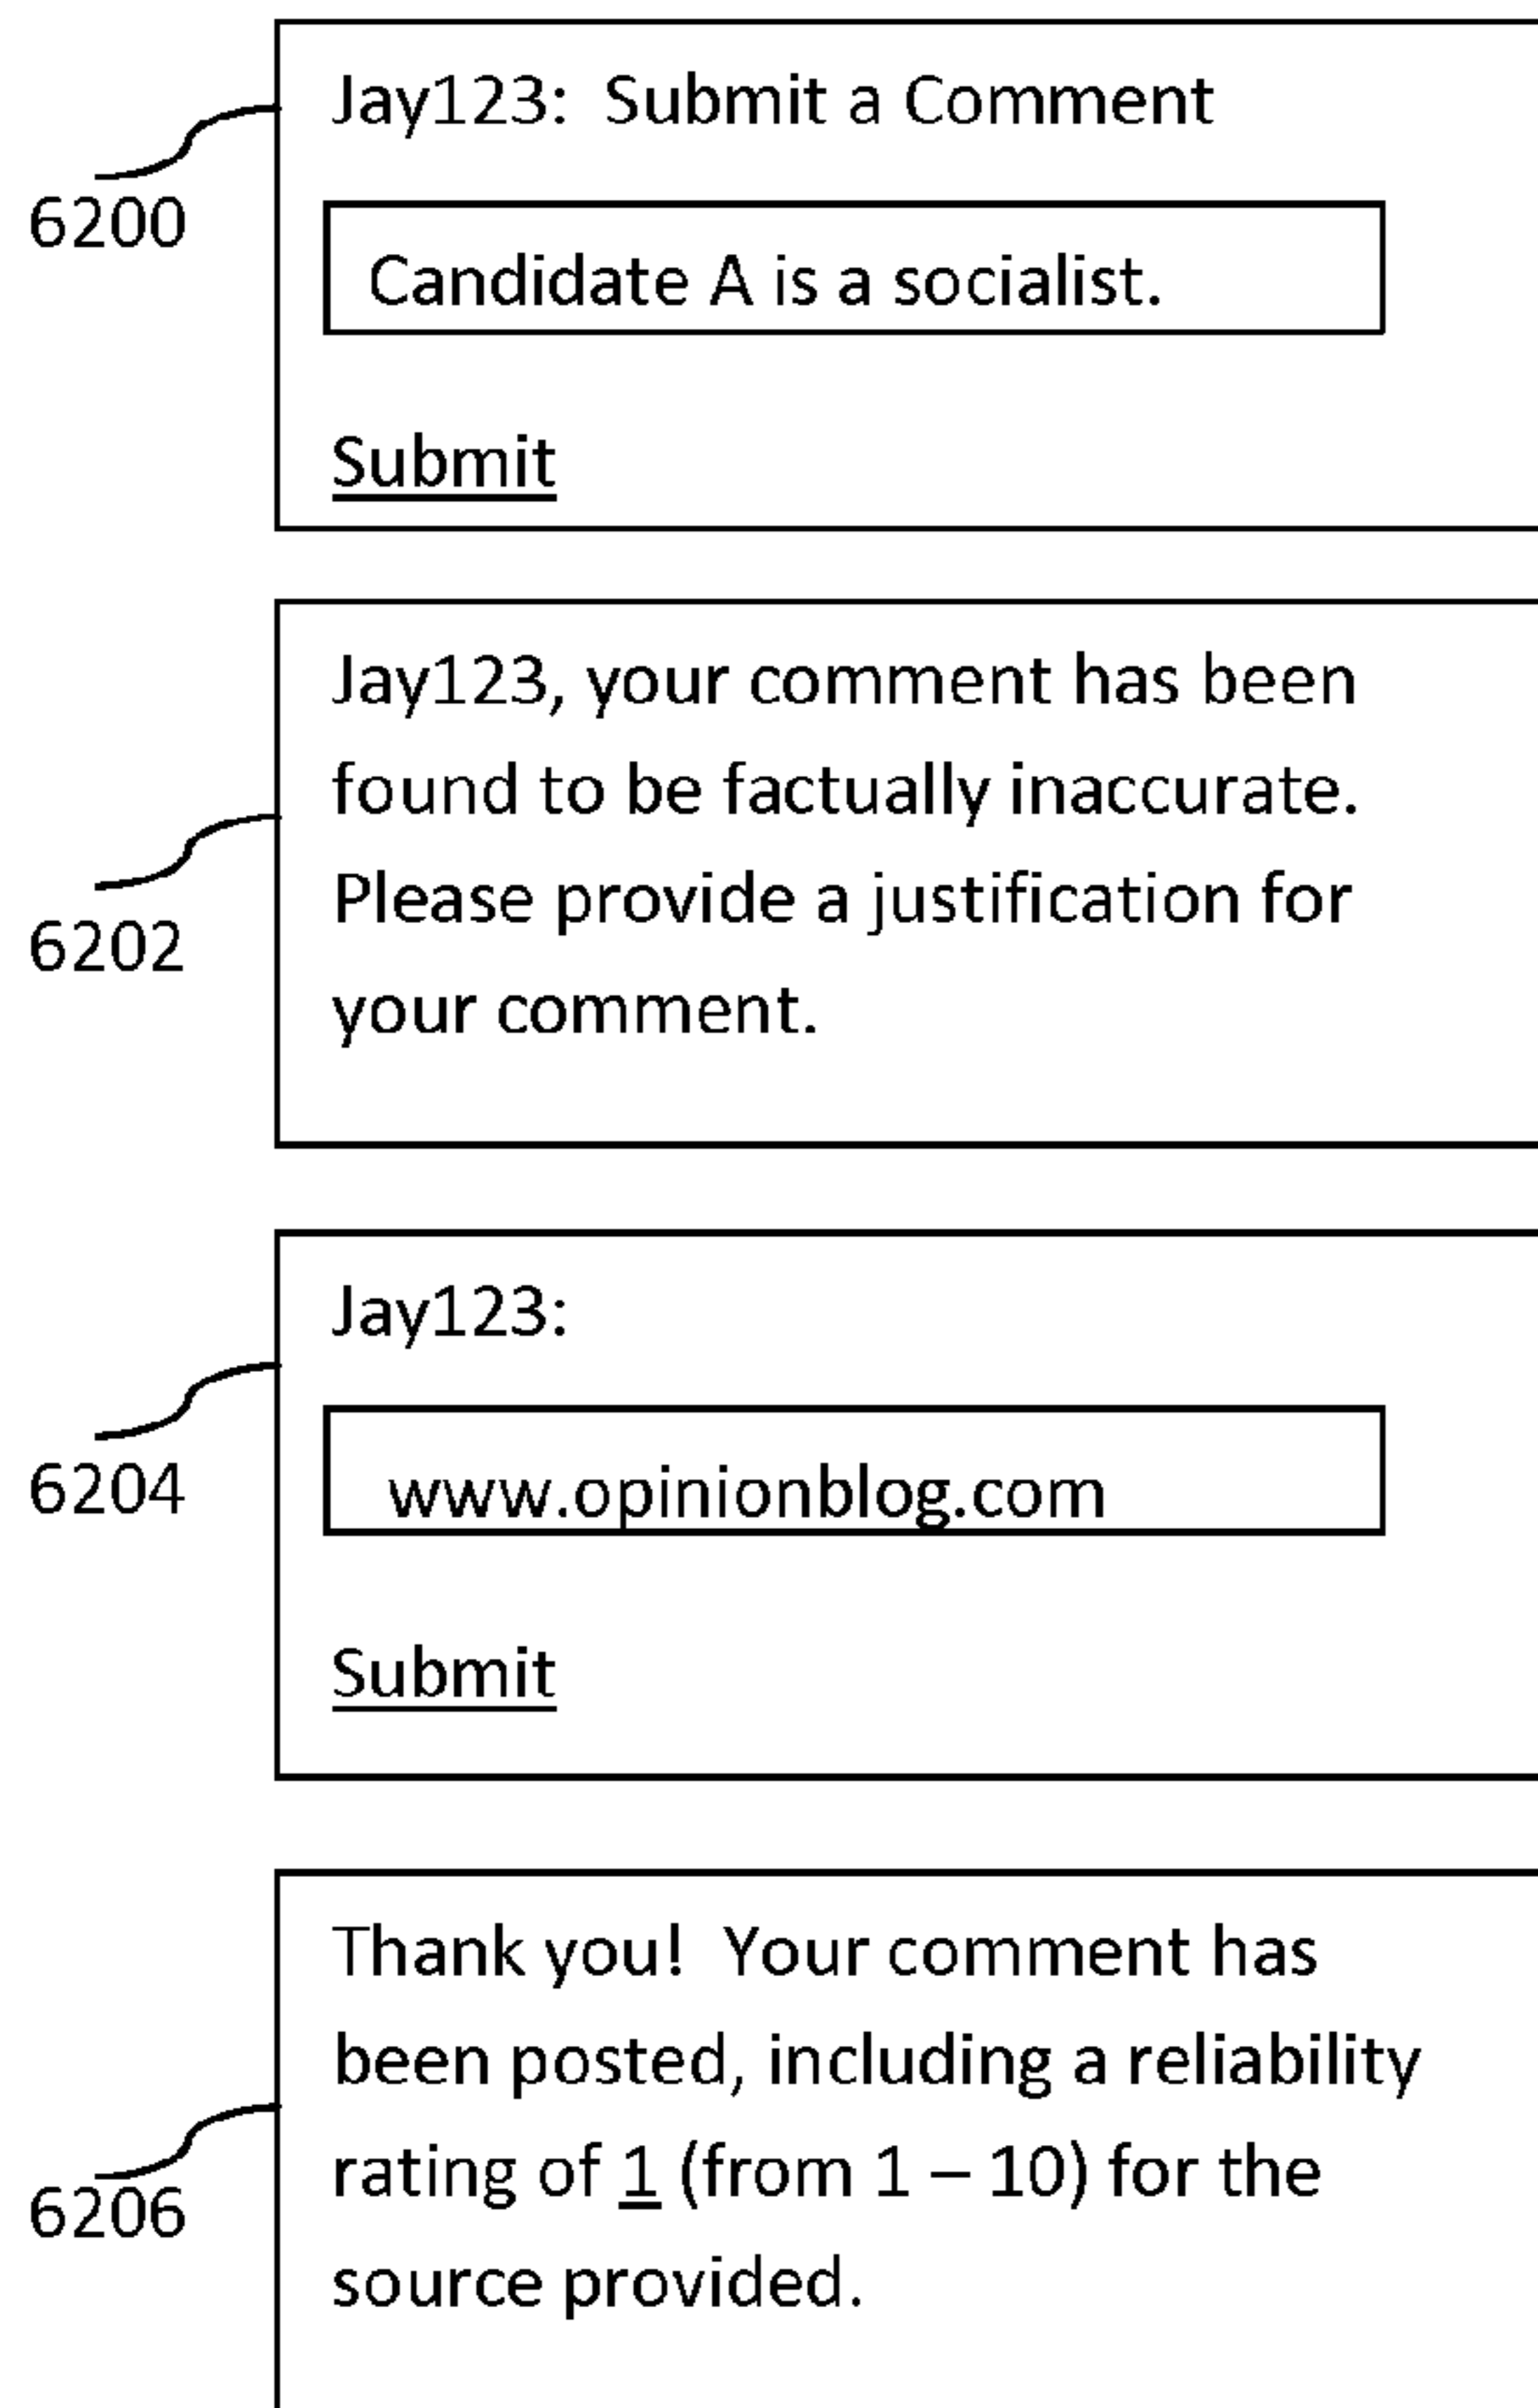 Jay123:  Submit a Comment
6200
Candidate A is a socialist.
Submit
Jay123, your comment has been
found to be factually inaccurate.
Please provide a justification for
6202
your comment.
Jay123:
6204
www.opinionblog.com
Submit
Thank you!  Your comment has
been posted, including a reliability
rating of 1 (from 1 – 10) for the
6206
source provided.